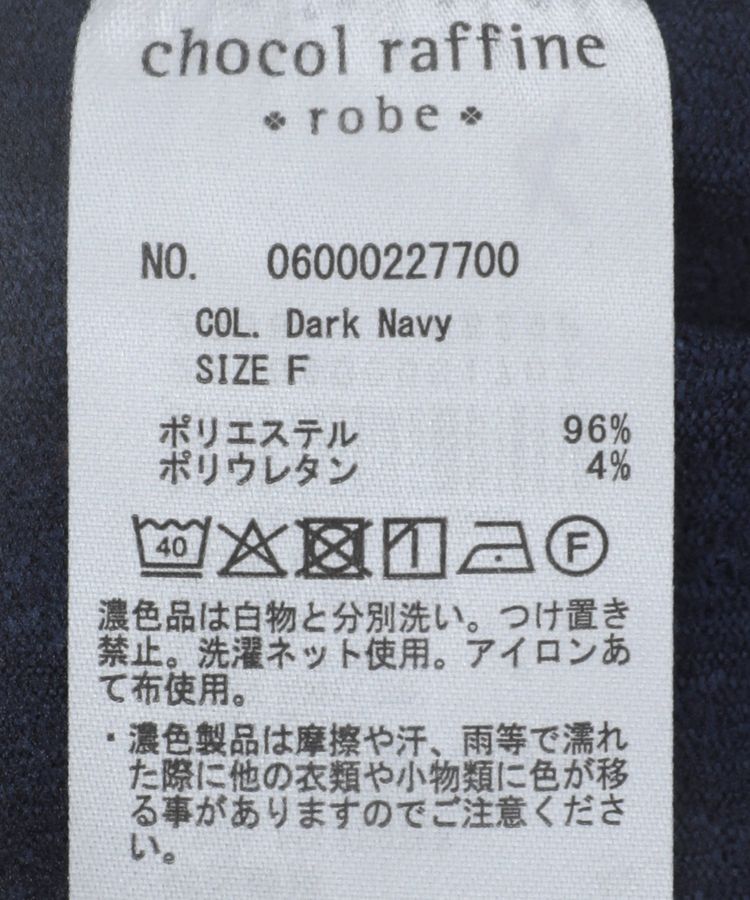 chocol raffine
robe
NO. 06000227700
COL. Dark Navy
SIZE F
ポリエステル 96%
ポリウレタン 4%
40 F
濃色品は白物と分別洗い。つけ置き
禁止。洗濯ネット使用。アイロンあ
て布使用。
・濃色製品は摩擦や汗、雨等で濡れ
た際に他の衣類や小物類に色が移
る事がありますのでご注意くださ
い。